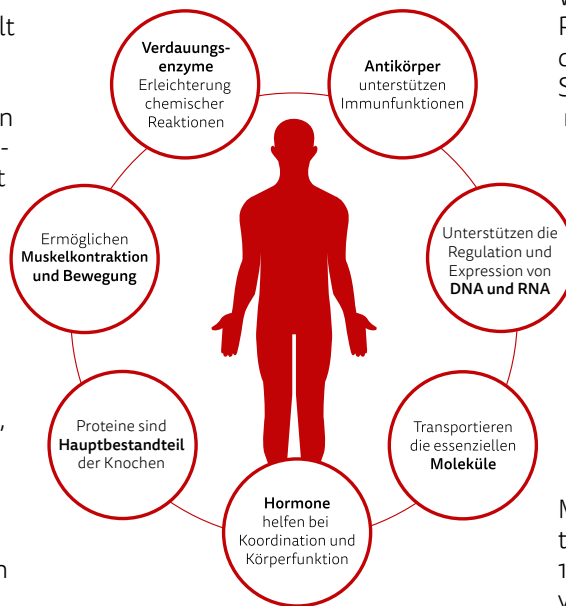 Verdauungs-
enzyme
Erleichterung
chemischer
Reaktionen
Antikörper
unterstützen
Immunfunktionen
Unterstützen die
Regulation und
Expression von
DNA und RNA
Transportieren
die essenziellen
Moleküle
Hormone
helfen bei
Koordination und
Körperfunktion
Proteine sind
Hauptbestandteil
der Knochen
Ermöglichen
Muskelkontraktion
und Bewegung